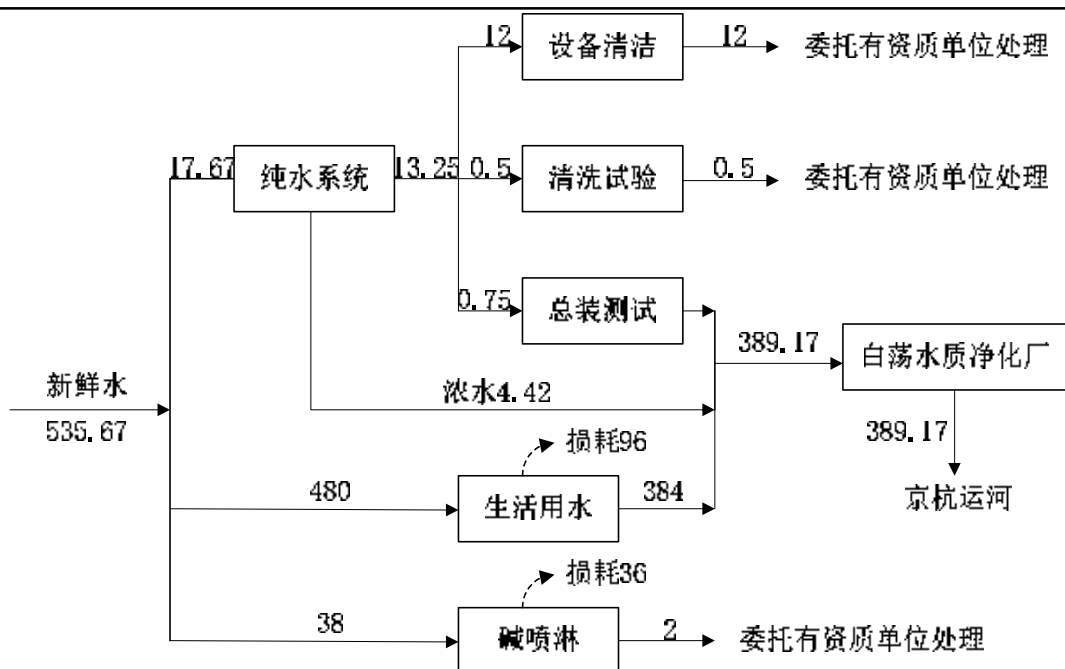 12
设备清洁
12
委托有资质单位处理
17.67
纯水系统
13.25
0.5
清洗试验
0.5
委托有资质单位处理
0.75
总装测试
389.17
白荡水质净化厂
新鲜水
535.67
浓水4.42
389.17
京杭运河
损耗96
480
生活用水
384
损耗36
38
碱喷淋
2
委托有资质单位处理